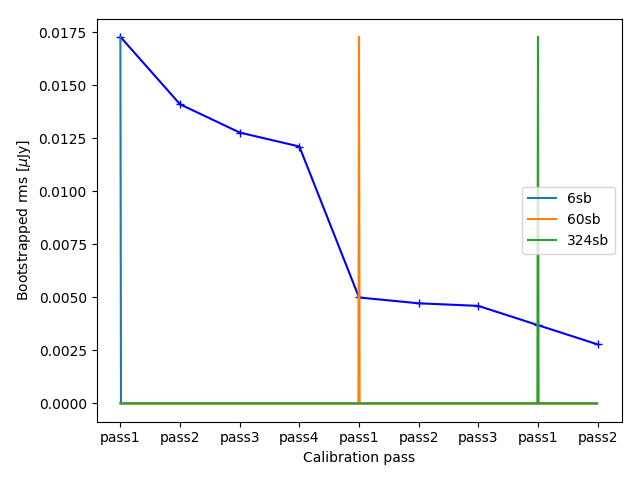 0.0175
0.0150
0.0125
0.0100
0.0075
0.0050
0.0025
0.0000
Bootstrapped rms [μJy]
6sb
60sb
324sb
pass1 pass2 pass3 pass4 pass1 pass2 pass3 pass1 pass2
Calibration pass